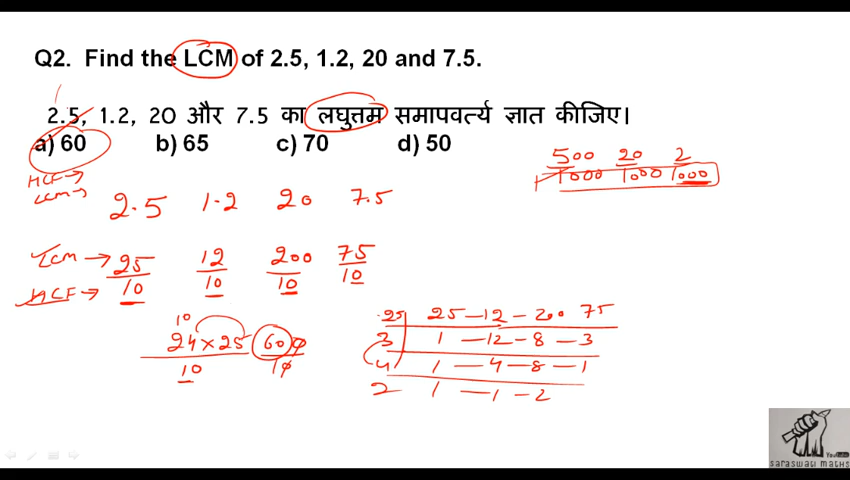 Q2. Find the LCM of 2.5, 1.2, 20 and 7.5.
2.5, 1.2, 20 और 7.5 का लघुत्तम समापवर्त्य ज्ञात कीजिए।
a) 60 b) 65 c) 70 d) 50
500 20 2
1000 1000 1000
HCF →
LCM →
2.5 1.2 20 7.5
LCM → 25 12 200 75
HCF → 10 10 10 10
10
24 × 25 600
10 10
25 25 – 12 – 200 75
3 1 – 12 – 8 – 3
4 1 – 4 – 8 – 1
2 1 – 1 – 2
YouTube
saraswati maths